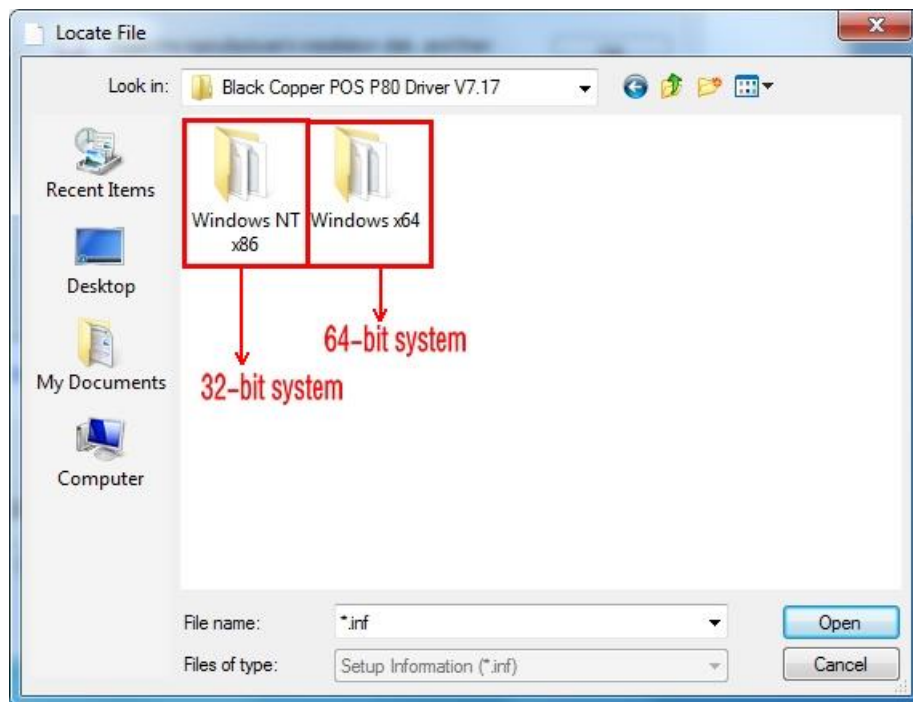 Locate File
Look in:
Black Copper POS P80 Driver V7.17
Recent Items
Desktop
My Documents
Computer
Windows NT
x86
Windows x64
64-bit system
32-bit system
File name:
*.inf
Open
Files of type:
Setup Information (*.inf)
Cancel